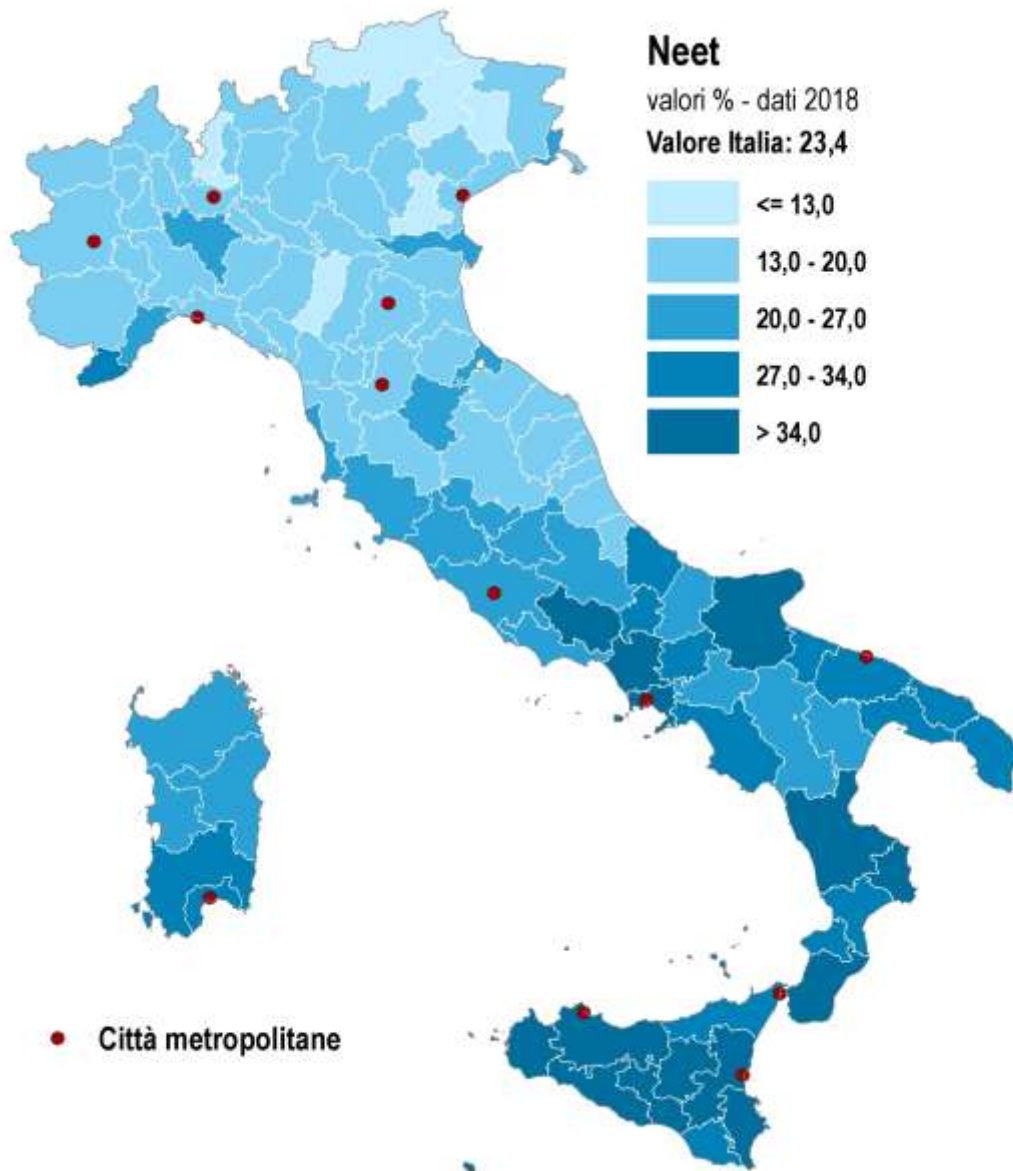 Neet
valori % - dati 2018
Valore Italia: 23,4
<= 13,0
13,0 - 20,0
20,0 - 27,0
27,0 - 34,0
> 34,0
Città metropolitane